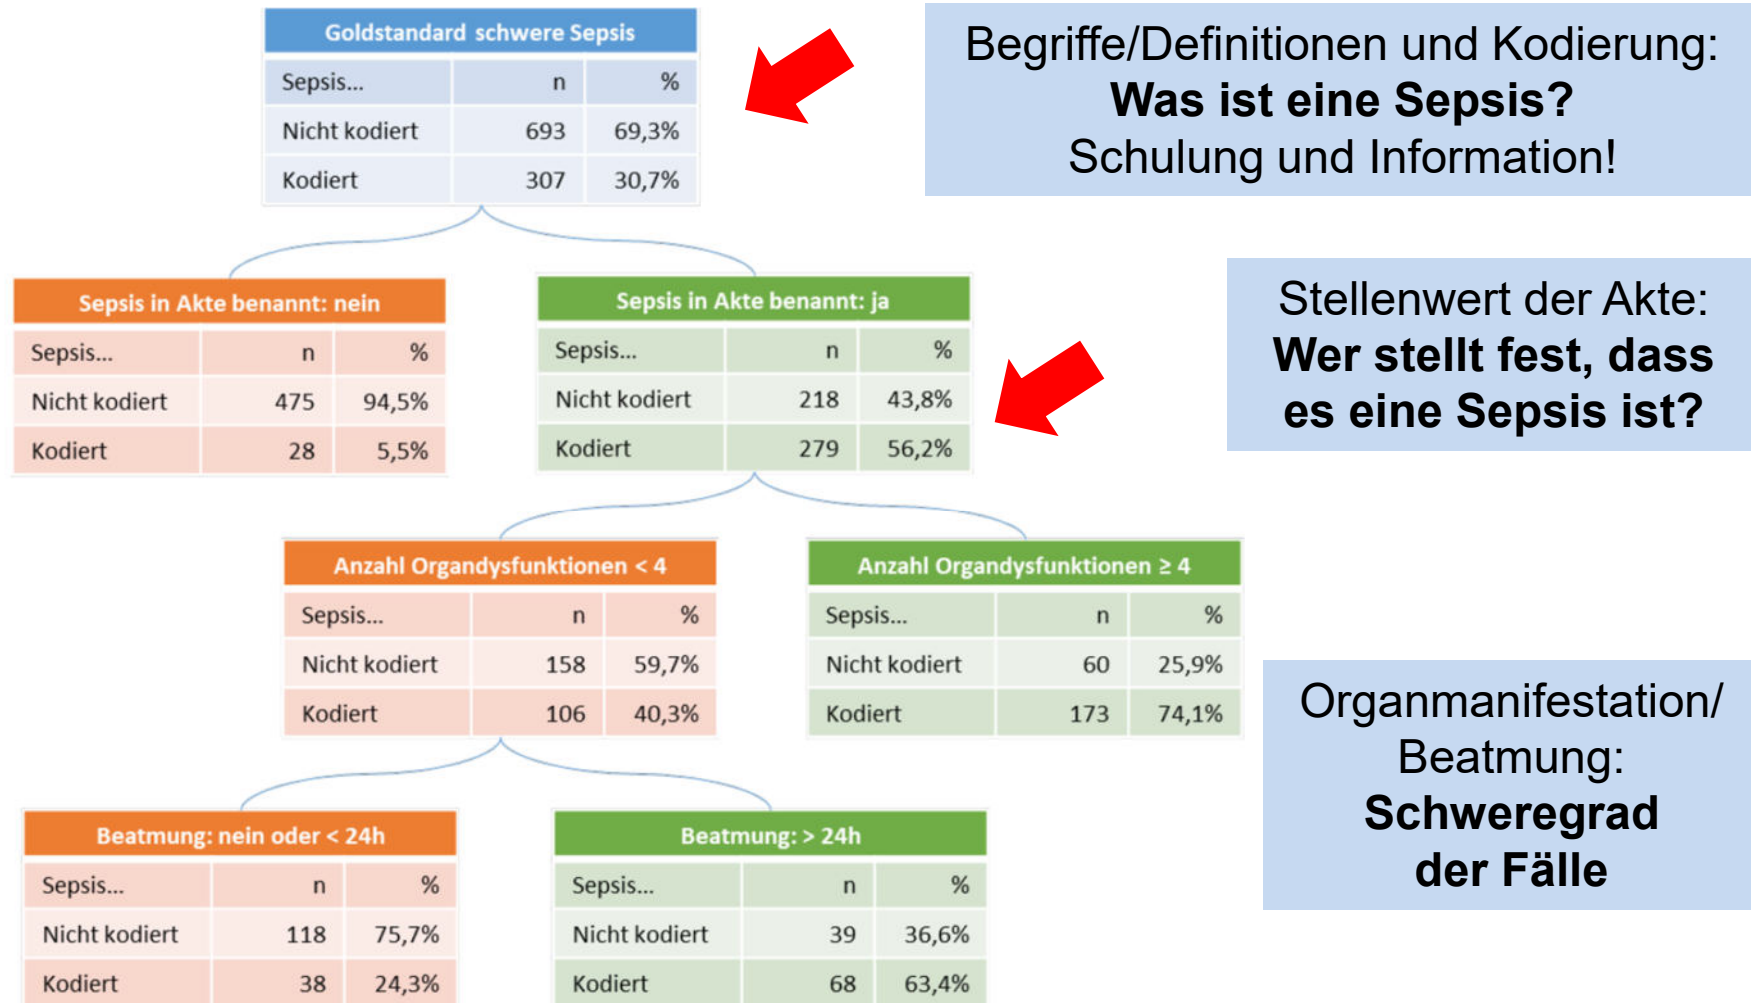 Goldstandard schwere Sepsis
Sepsis... n %
Nicht kodiert 693 69,3%
Kodiert 307 30,7%
Begriffe/Definitionen und Kodierung:
Was ist eine Sepsis?
Schulung und Information!
Sepsis in Akte benannt: nein
Sepsis... n %
Nicht kodiert 475 94,5%
Kodiert 28 5,5%
Sepsis in Akte benannt: ja
Sepsis... n %
Nicht kodiert 218 43,8%
Kodiert 279 56,2%
Stellenwert der Akte:
Wer stellt fest, dass
es eine Sepsis ist?
Anzahl Organdysfunktionen < 4
Sepsis... n %
Nicht kodiert 158 59,7%
Kodiert 106 40,3%
Anzahl Organdysfunktionen ≥ 4
Sepsis... n %
Nicht kodiert 60 25,9%
Kodiert 173 74,1%
Organmanifestation/
Beatmung:
Schweregrad
der Fälle
Beatmung: nein oder < 24h
Sepsis... n %
Nicht kodiert 118 75,7%
Kodiert 38 24,3%
Beatmung: > 24h
Sepsis... n %
Nicht kodiert 39 36,6%
Kodiert 68 63,4%